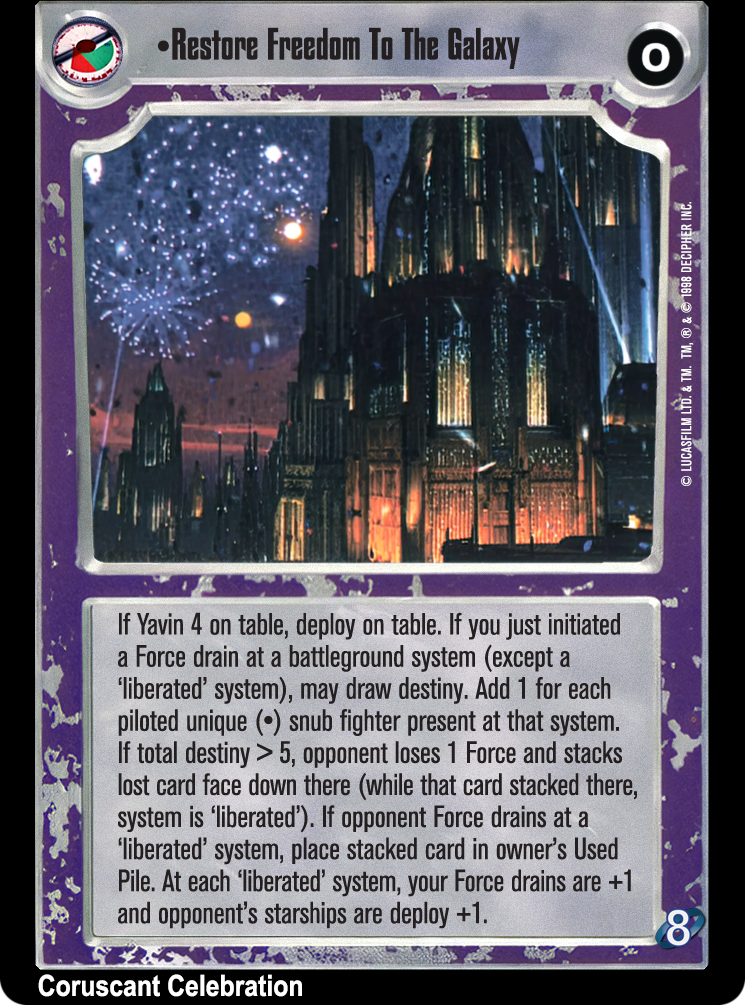 •Restore Freedom To The Galaxy
0
© LUCASFILM LTD. & TM. TM, ® & © 1998 DECIPHER INC.
If Yavin 4 on table, deploy on table. If you just initiated
a Force drain at a battleground system (except a
‘liberated’ system), may draw destiny. Add 1 for each
piloted unique (•) snub fighter present at that system.
If total destiny > 5, opponent loses 1 Force and stacks
lost card face down there (while that card stacked there,
system is ‘liberated’). If opponent Force drains at a
‘liberated’ system, place stacked card in owner’s Used
Pile. At each ‘liberated’ system, your Force drains are +1
and opponent’s starships are deploy +1.
8
Coruscant Celebration